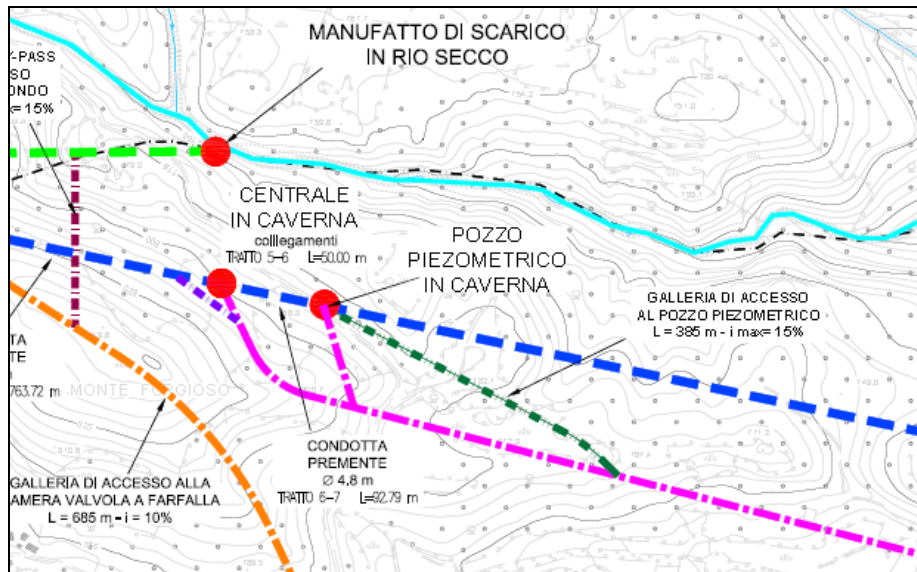 MANUFATTO DI SCARICO
IN RIO SECCO
Y-PASS
SO
ONDO
x= 15%
CENTRALE
IN CAVERNA
colllegamenti
TRATTO 5-6 L=50.00 m
POZZO
PIEZOMETRICO
IN CAVERNA
GALLERIA DI ACCESSO
AL POZZO PIEZOMETRICO
L = 385 m - i max= 15%
TA
TE
763.72 m
MONTE FORGIOSO
CONDOTTA
PREMENTE
Ø 4,8 m
TRATTO 6-7 L=92.79 m
GALLERIA DI ACCESSO ALLA
AMERA VALVOLA A FARFALLA
L = 685 m - i = 10%